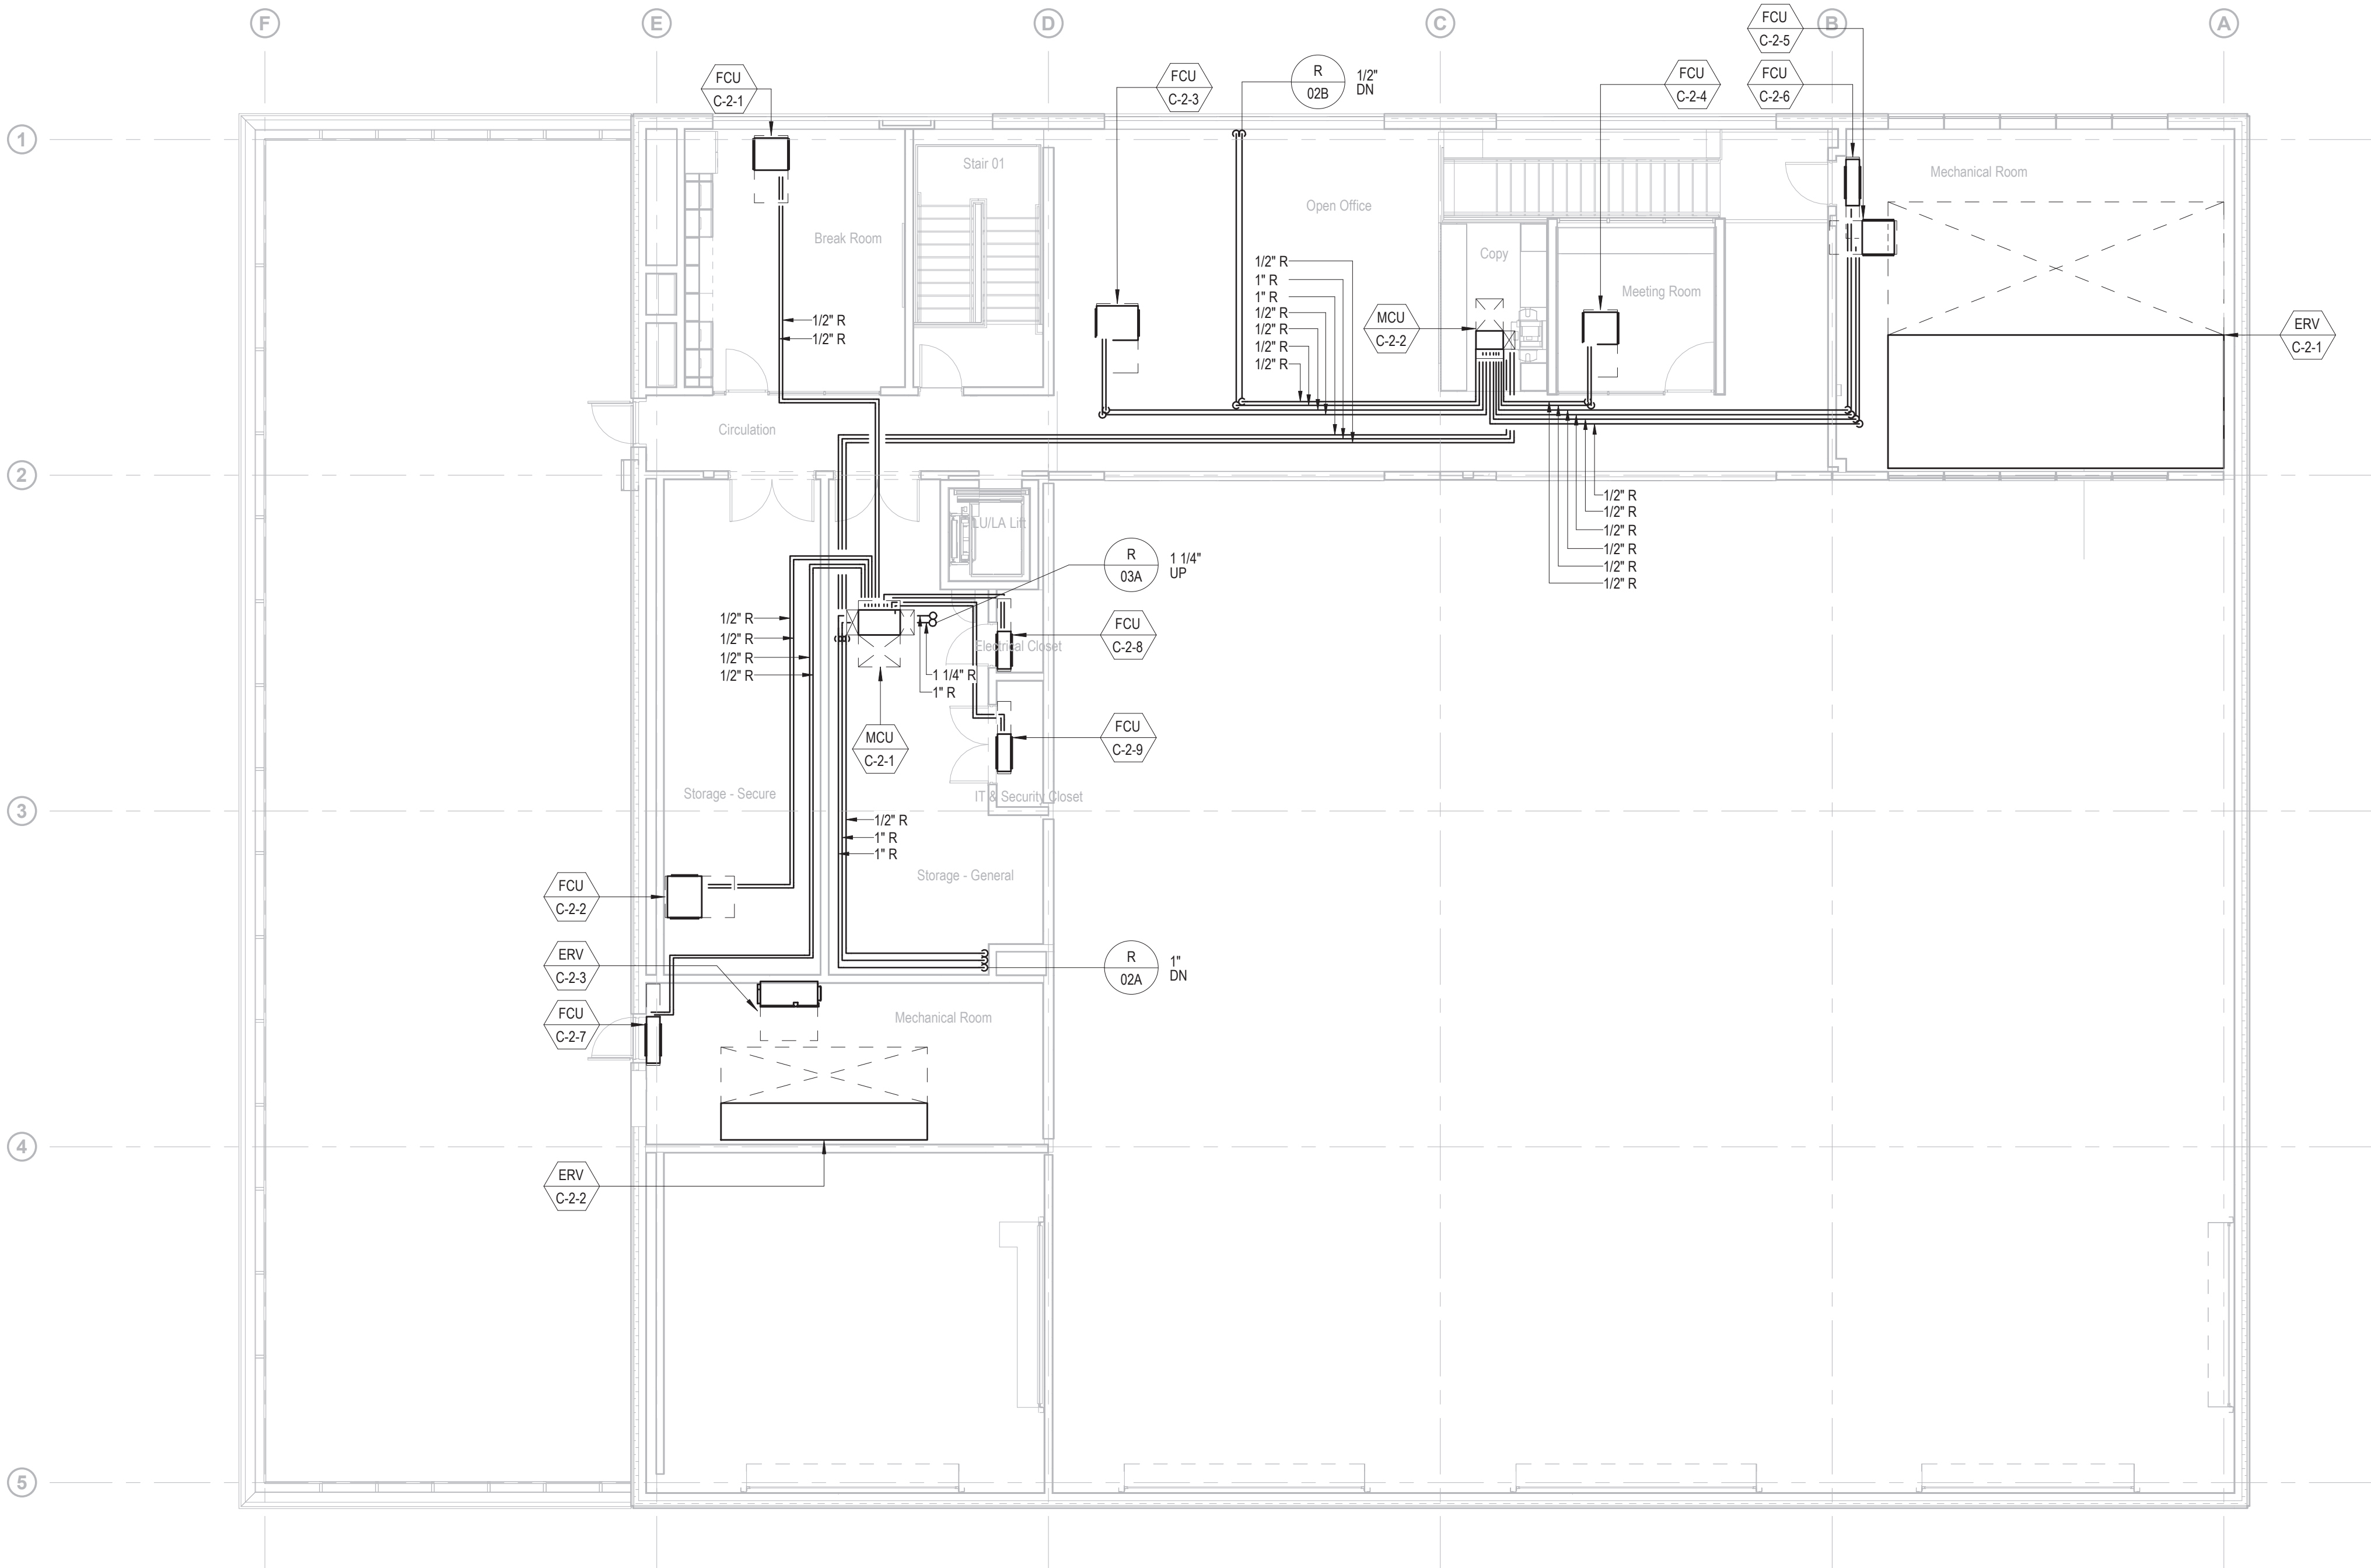 F
E
D
C
B
A
FCU
C-2-5
FCU
C-2-1
FCU
C-2-3
R
02B
1/2"
DN
FCU
C-2-4
FCU
C-2-6
1
Stair 01
Mechanical Room
Open Office
Break Room
Copy
1/2" R
1" R
1" R
1/2" R
1/2" R
1/2" R
1/2" R
Meeting Room
MCU
C-2-2
ERV
C-2-1
1/2" R
1/2" R
Circulation
2
1/2" R
1/2" R
1/2" R
1/2" R
1/2" R
1/2" R
LU/LA Lift
R
03A
1 1/4"
UP
1/2" R
1/2" R
1/2" R
1/2" R
FCU
C-2-8
Electrical Closet
1 1/4" R
1" R
MCU
C-2-1
FCU
C-2-9
Storage - Secure
IT & Security Closet
3
1/2" R
1" R
1" R
Storage - General
FCU
C-2-2
ERV
C-2-3
R
02A
1"
DN
FCU
C-2-7
Mechanical Room
4
ERV
C-2-2
5